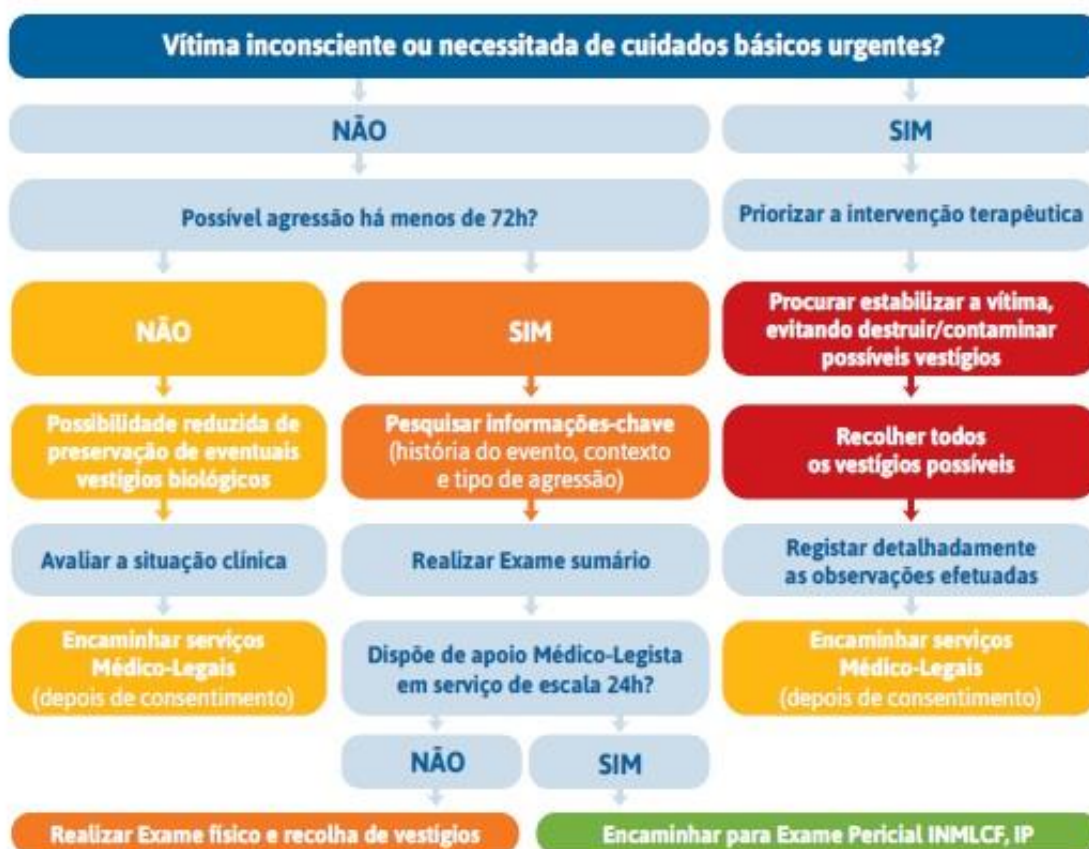 Vítima inconsciente ou necessitada de cuidados básicos urgentes?
NÃO
SIM
Possível agressão há menos de 72h?
Priorizar a intervenção terapêutica
NÃO
SIM
Procurar estabilizar a vítima,
evitando destruir/contaminar
possíveis vestígios
Possibilidade reduzida de
preservação de eventuais
vestígios biológicos
Pesquisar informações-chave
(história do evento, contexto
e tipo de agressão)
Recolher todos
os vestígios possíveis
Avaliar a situação clínica
Realizar Exame sumário
Registar detalhadamente
as observações efetuadas
Encaminhar serviços
Médico-Legais
(depois de consentimento)
Dispõe de apoio Médico-Legista
em serviço de escala 24h?
Encaminhar serviços
Médico-Legais
(depois de consentimento)
NÃO
SIM
Realizar Exame físico e recolha de vestígios
Encaminhar para Exame Pericial INMLCF, IP